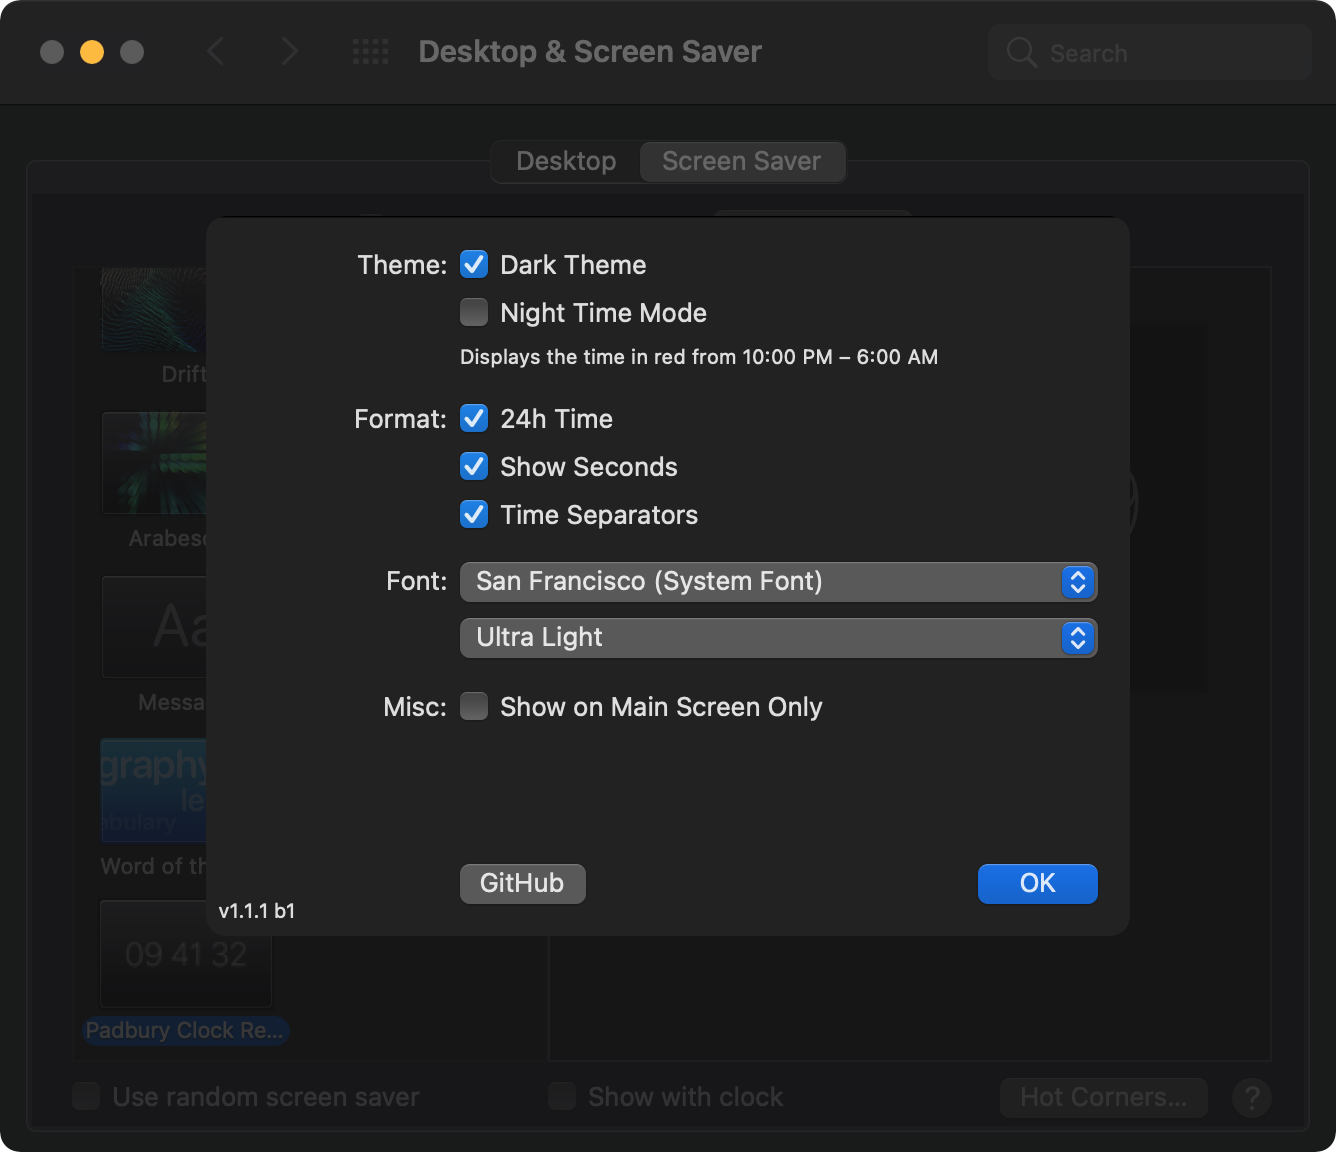 Desktop & Screen Saver
Search
Desktop
Screen Saver
Theme:
Dark Theme
Night Time Mode
Displays the time in red from 10:00 PM – 6:00 AM
Format:
24h Time
Show Seconds
Time Separators
Font:
San Francisco (System Font)
Ultra Light
Misc:
Show on Main Screen Only
GitHub
OK
v1.1.1 b1
Drift
Arabes
Aa
Messa
graphy
le
abulary
Word of th
09 41 32
Padbury Clock Re...
Use random screen saver
Show with clock
Hot Corners...
?